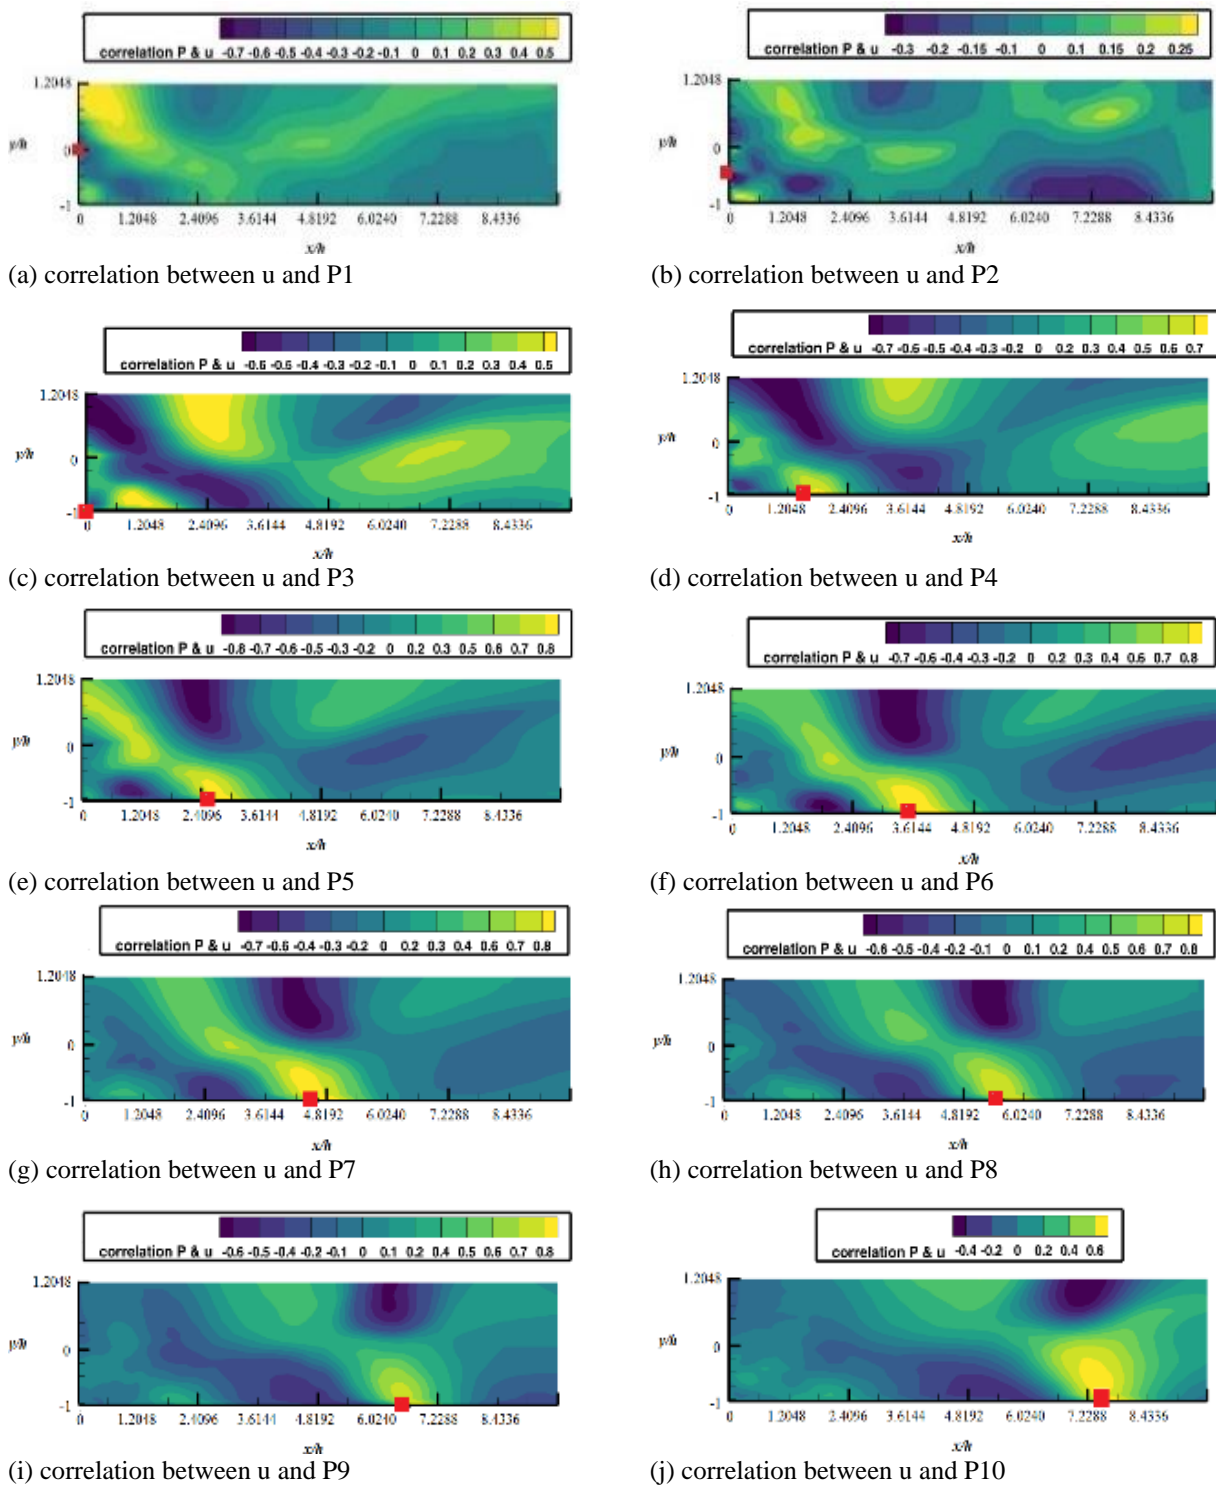 correlation P & u -0.7 -0.6 -0.5 -0.4 -0.3 -0.2 -0.1 0 0.1 0.2 0.3 0.4 0.5
1.2048
y/h
0
-1
0 1.2048 2.4096 3.6144 4.8192 6.0240 7.2288 8.4336
x/h
(a) correlation between u and P1
correlation P & u -0.3 -0.2 -0.15 -0.1 0 0.1 0.15 0.2 0.25
1.2048
y/h
0
-1
0 1.2048 2.4096 3.6144 4.8192 6.0240 7.2288 8.4336
x/h
(b) correlation between u and P2
correlation P & u -0.6 -0.5 -0.4 -0.3 -0.2 -0.1 0 0.1 0.2 0.3 0.4 0.5
1.2048
y/h
0
-1
0 1.2048 2.4096 3.6144 4.8192 6.0240 7.2288 8.4336
x/h
(c) correlation between u and P3
correlation P & u -0.7 -0.6 -0.5 -0.4 -0.3 -0.2 0 0.2 0.3 0.4 0.5 0.6 0.7
1.2048
y/h
0
-1
0 1.2048 2.4096 3.6144 4.8192 6.0240 7.2288 8.4336
x/h
(d) correlation between u and P4
correlation P & u -0.8 -0.7 -0.6 -0.5 -0.3 -0.2 0 0.2 0.3 0.5 0.6 0.7 0.8
1.2048
y/h
0
-1
0 1.2048 2.4096 3.6144 4.8192 6.0240 7.2288 8.4336
x/h
(e) correlation between u and P5
correlation P & u -0.7 -0.6 -0.4 -0.3 -0.2 0 0.2 0.3 0.4 0.6 0.7 0.8
1.2048
y/h
0
-1
0 1.2048 2.4096 3.6144 4.8192 6.0240 7.2288 8.4336
x/h
(f) correlation between u and P6
correlation P & u -0.7 -0.6 -0.4 -0.3 -0.2 0 0.2 0.3 0.4 0.6 0.7 0.8
1.2048
y/h
0
-1
0 1.2048 2.4096 3.6144 4.8192 6.0240 7.2288 8.4336
x/h
(g) correlation between u and P7
correlation P & u -0.6 -0.5 -0.4 -0.2 -0.1 0 0.1 0.2 0.4 0.5 0.6 0.7 0.8
1.2048
y/h
0
-1
0 1.2048 2.4096 3.6144 4.8192 6.0240 7.2288 8.4336
x/h
(h) correlation between u and P8
correlation P & u -0.6 -0.5 -0.4 -0.2 -0.1 0 0.1 0.2 0.4 0.5 0.6 0.7 0.8
1.2048
y/h
0
-1
0 1.2048 2.4096 3.6144 4.8192 6.0240 7.2288 8.4336
x/h
(i) correlation between u and P9
correlation P & u -0.4 -0.2 0 0.2 0.4 0.6
1.2048
y/h
0
-1
0 1.2048 2.4096 3.6144 4.8192 6.0240 7.2288 8.4336
x/h
(j) correlation between u and P10